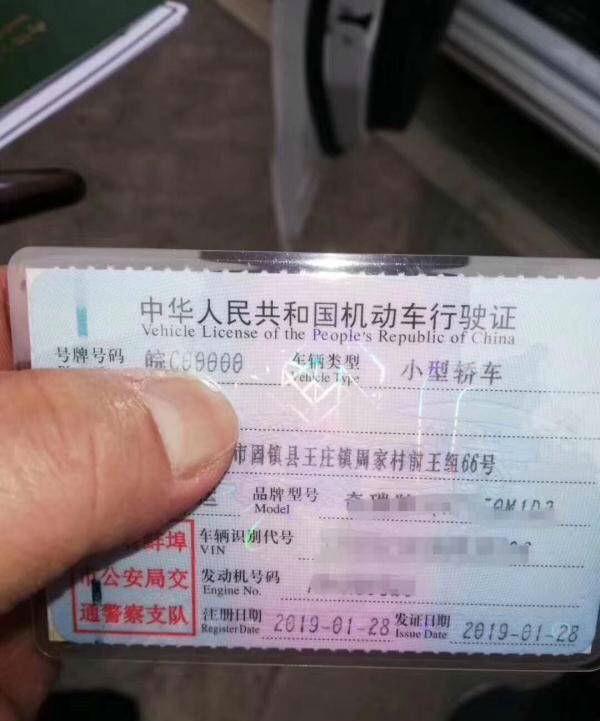 中华人民共和国机动车行驶证
Vehicle License of the People's Republic of China
号牌号码 皖C00000 车辆类型 小型轿车
Vehicle Type
市固镇县王庄镇周家村前王组66号
品牌型号
Model
车辆识别代号
VIN
蚌埠
市公安局交
通警察支队
发动机号码
Engine No.
注册日期 2019-01-28 发证日期 2019-01-28
Register Date Issue Date